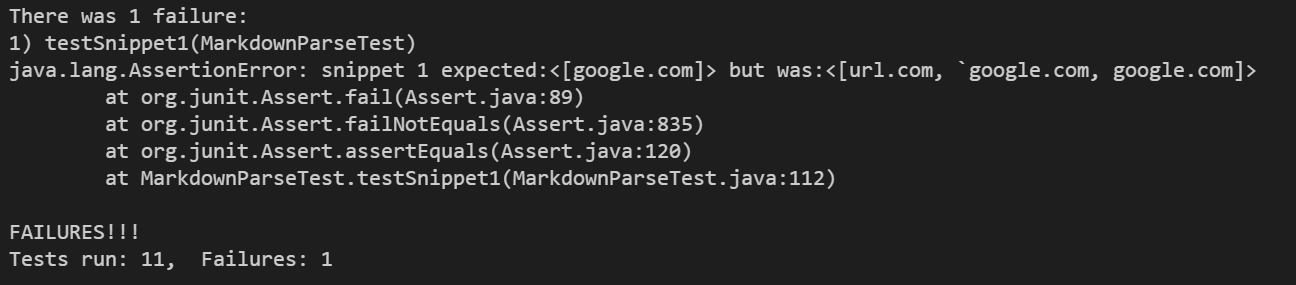 There was 1 failure:
1) testSnippet1(MarkdownParseTest)
java.lang.AssertionError: snippet 1 expected:<[google.com]> but was:<[url.com, `google.com, google.com]>
        at org.junit.Assert.fail(Assert.java:89)
        at org.junit.Assert.failNotEquals(Assert.java:835)
        at org.junit.Assert.assertEquals(Assert.java:120)
        at MarkdownParseTest.testSnippet1(MarkdownParseTest.java:112)

FAILURES!!!
Tests run: 11,  Failures: 1